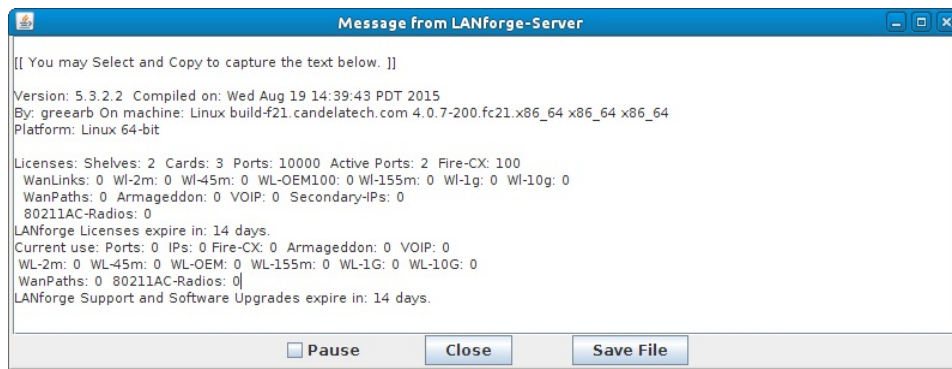 Message from LANforge-Server
[[ You may Select and Copy to capture the text below. ]]
Version: 5.3.2.2 Compiled on: Wed Aug 19 14:39:43 PDT 2015
By: greearb On machine: Linux build-f21.candelatech.com 4.0.7-200.fc21.x86_64 x86_64 x86_64
Platform: Linux 64-bit
Licenses: Shelves: 2 Cards: 3 Ports: 10000 Active Ports: 2 Fire-CX: 100
WanLinks: 0 Wl-2m: 0 Wl-45m: 0 WL-OEM100: 0 Wl-155m: 0 Wl-1g: 0 Wl-10g: 0
WanPaths: 0 Armageddon: 0 VOIP: 0 Secondary-IPs: 0
80211AC-Radios: 0
LANforge Licenses expire in: 14 days.
Current use: Ports: 0 IPs: 0 Fire-CX: 0 Armageddon: 0 VOIP: 0
WL-2m: 0 WL-45m: 0 WL-OEM: 0 WL-155m: 0 WL-1G: 0 WL-10G: 0
WanPaths: 0 80211AC-Radios: 0
LANforge Support and Software Upgrades expire in: 14 days.
Pause Close Save File